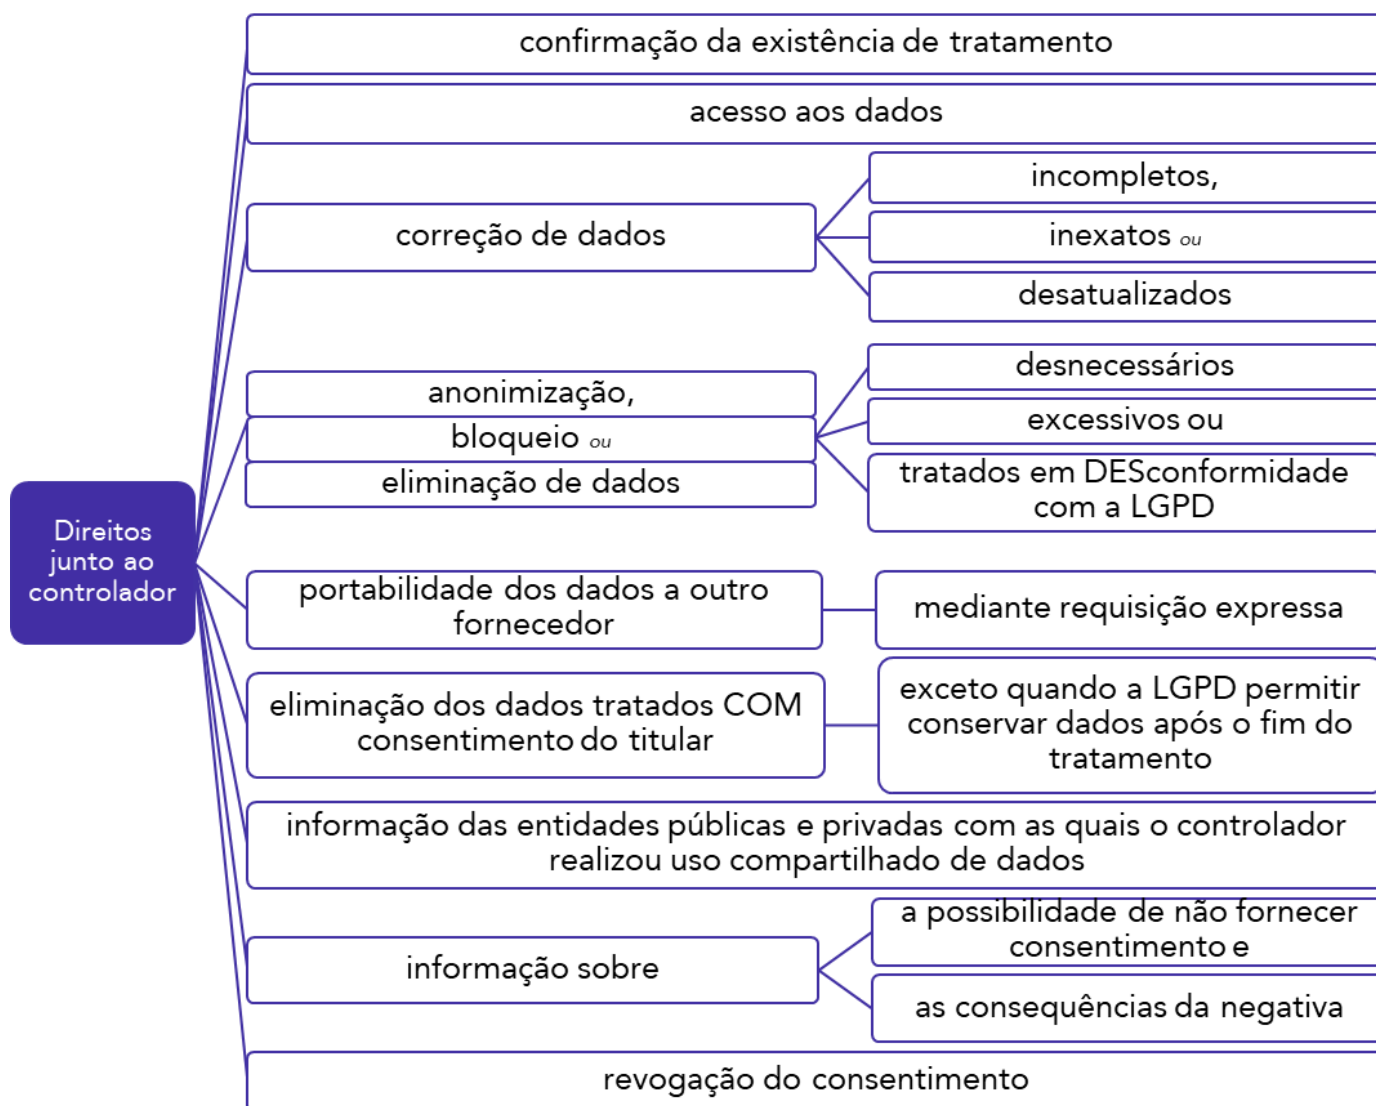 Direitos
junto ao
controlador
confirmação da existência de tratamento
acesso aos dados
correção de dados
incompletos,
inexatos ou
desatualizados
anonimização,
bloqueio ou
eliminação de dados
desnecessários
excessivos ou
tratados em DESconformidade
com a LGPD
portabilidade dos dados a outro
fornecedor
mediante requisição expressa
eliminação dos dados tratados COM
consentimento do titular
exceto quando a LGPD permitir
conservar dados após o fim do
tratamento
informação das entidades públicas e privadas com as quais o controlador
realizou uso compartilhado de dados
informação sobre
a possibilidade de não fornecer
consentimento e
as consequências da negativa
revogação do consentimento